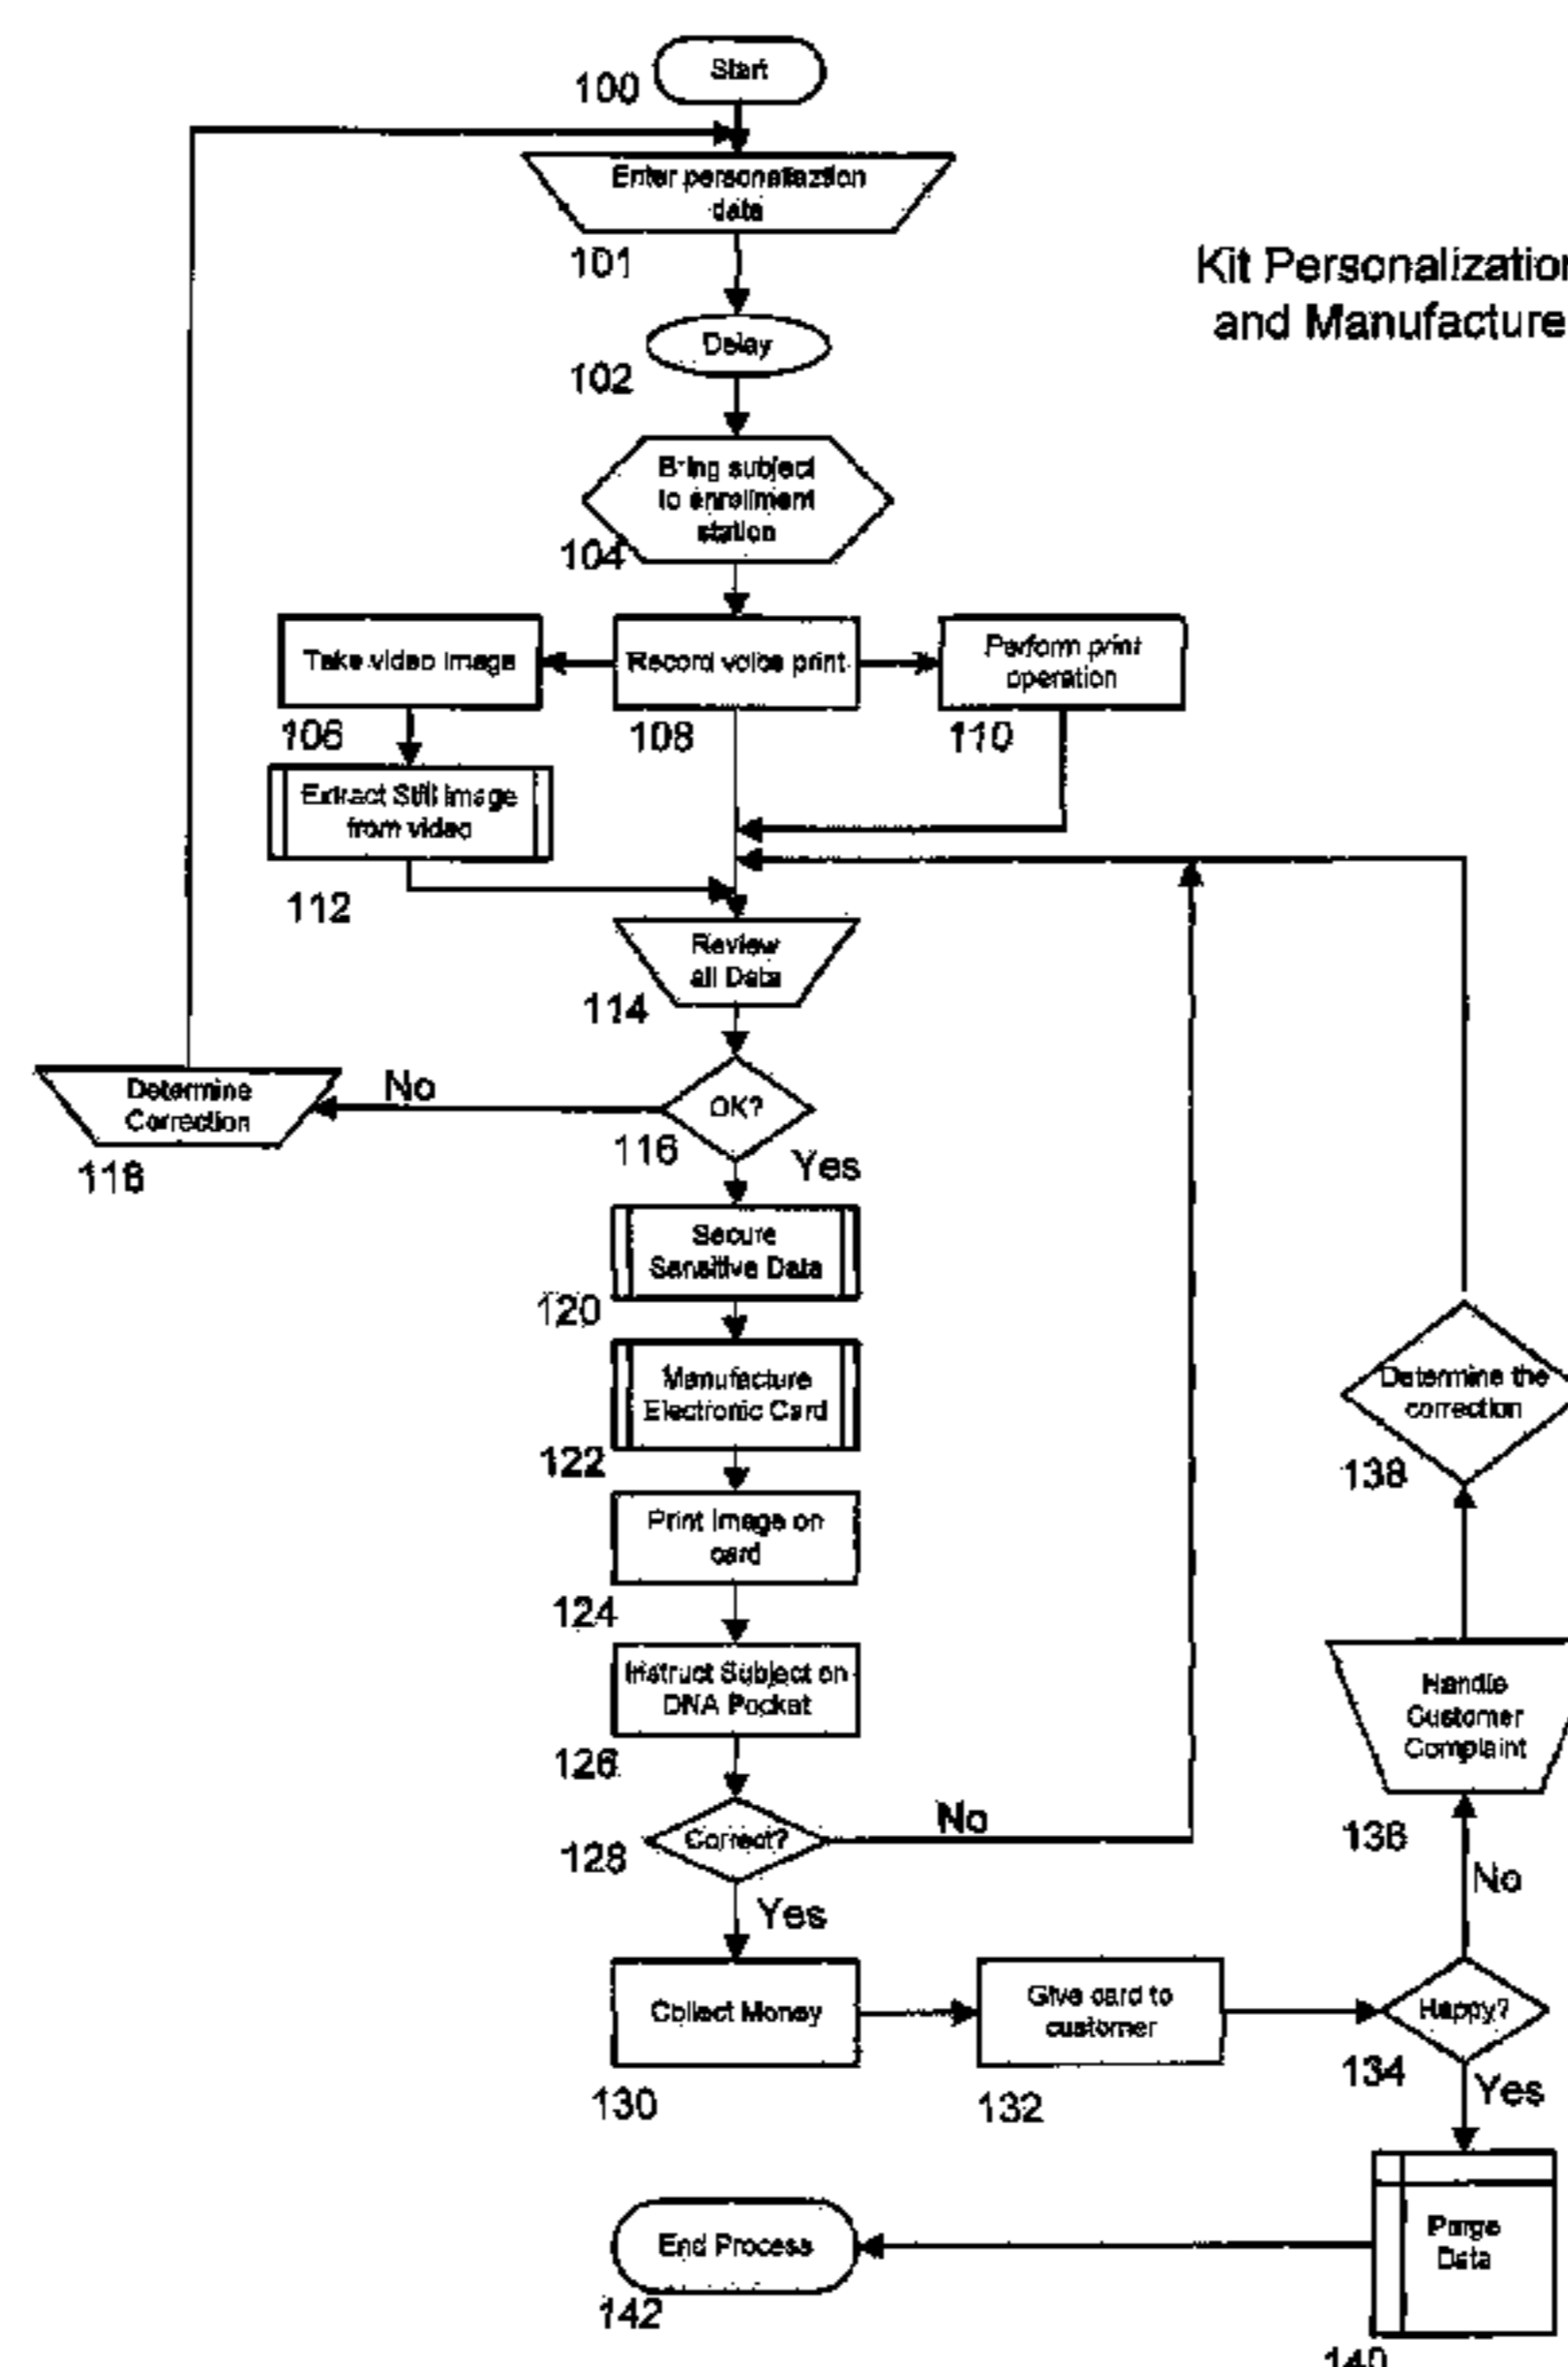 Start
100
Enter personaliaztion
data
101
Kit Personalization
and Manufacture
Delay
102
Bring subject
to enrollment
station
104
Take video image
Record voice print
Perform print
operation
106
108
110
Extract Still Image
from video
112
Review
all Data
114
Determine
Correction
No
OK?
116
118
Yes
Secure
Sensitive Data
120
Manufacture
Electronic Card
122
Determine the
correction
138
Print Image on
card
124
Instruct Subject on
DNA Pocket
126
Handle
Customer
Complaint
136
Correct?
No
128
Yes
No
Collect Money
Give card to
customer
Happy?
130
132
134
Yes
Purge
Data
End Process
142
140